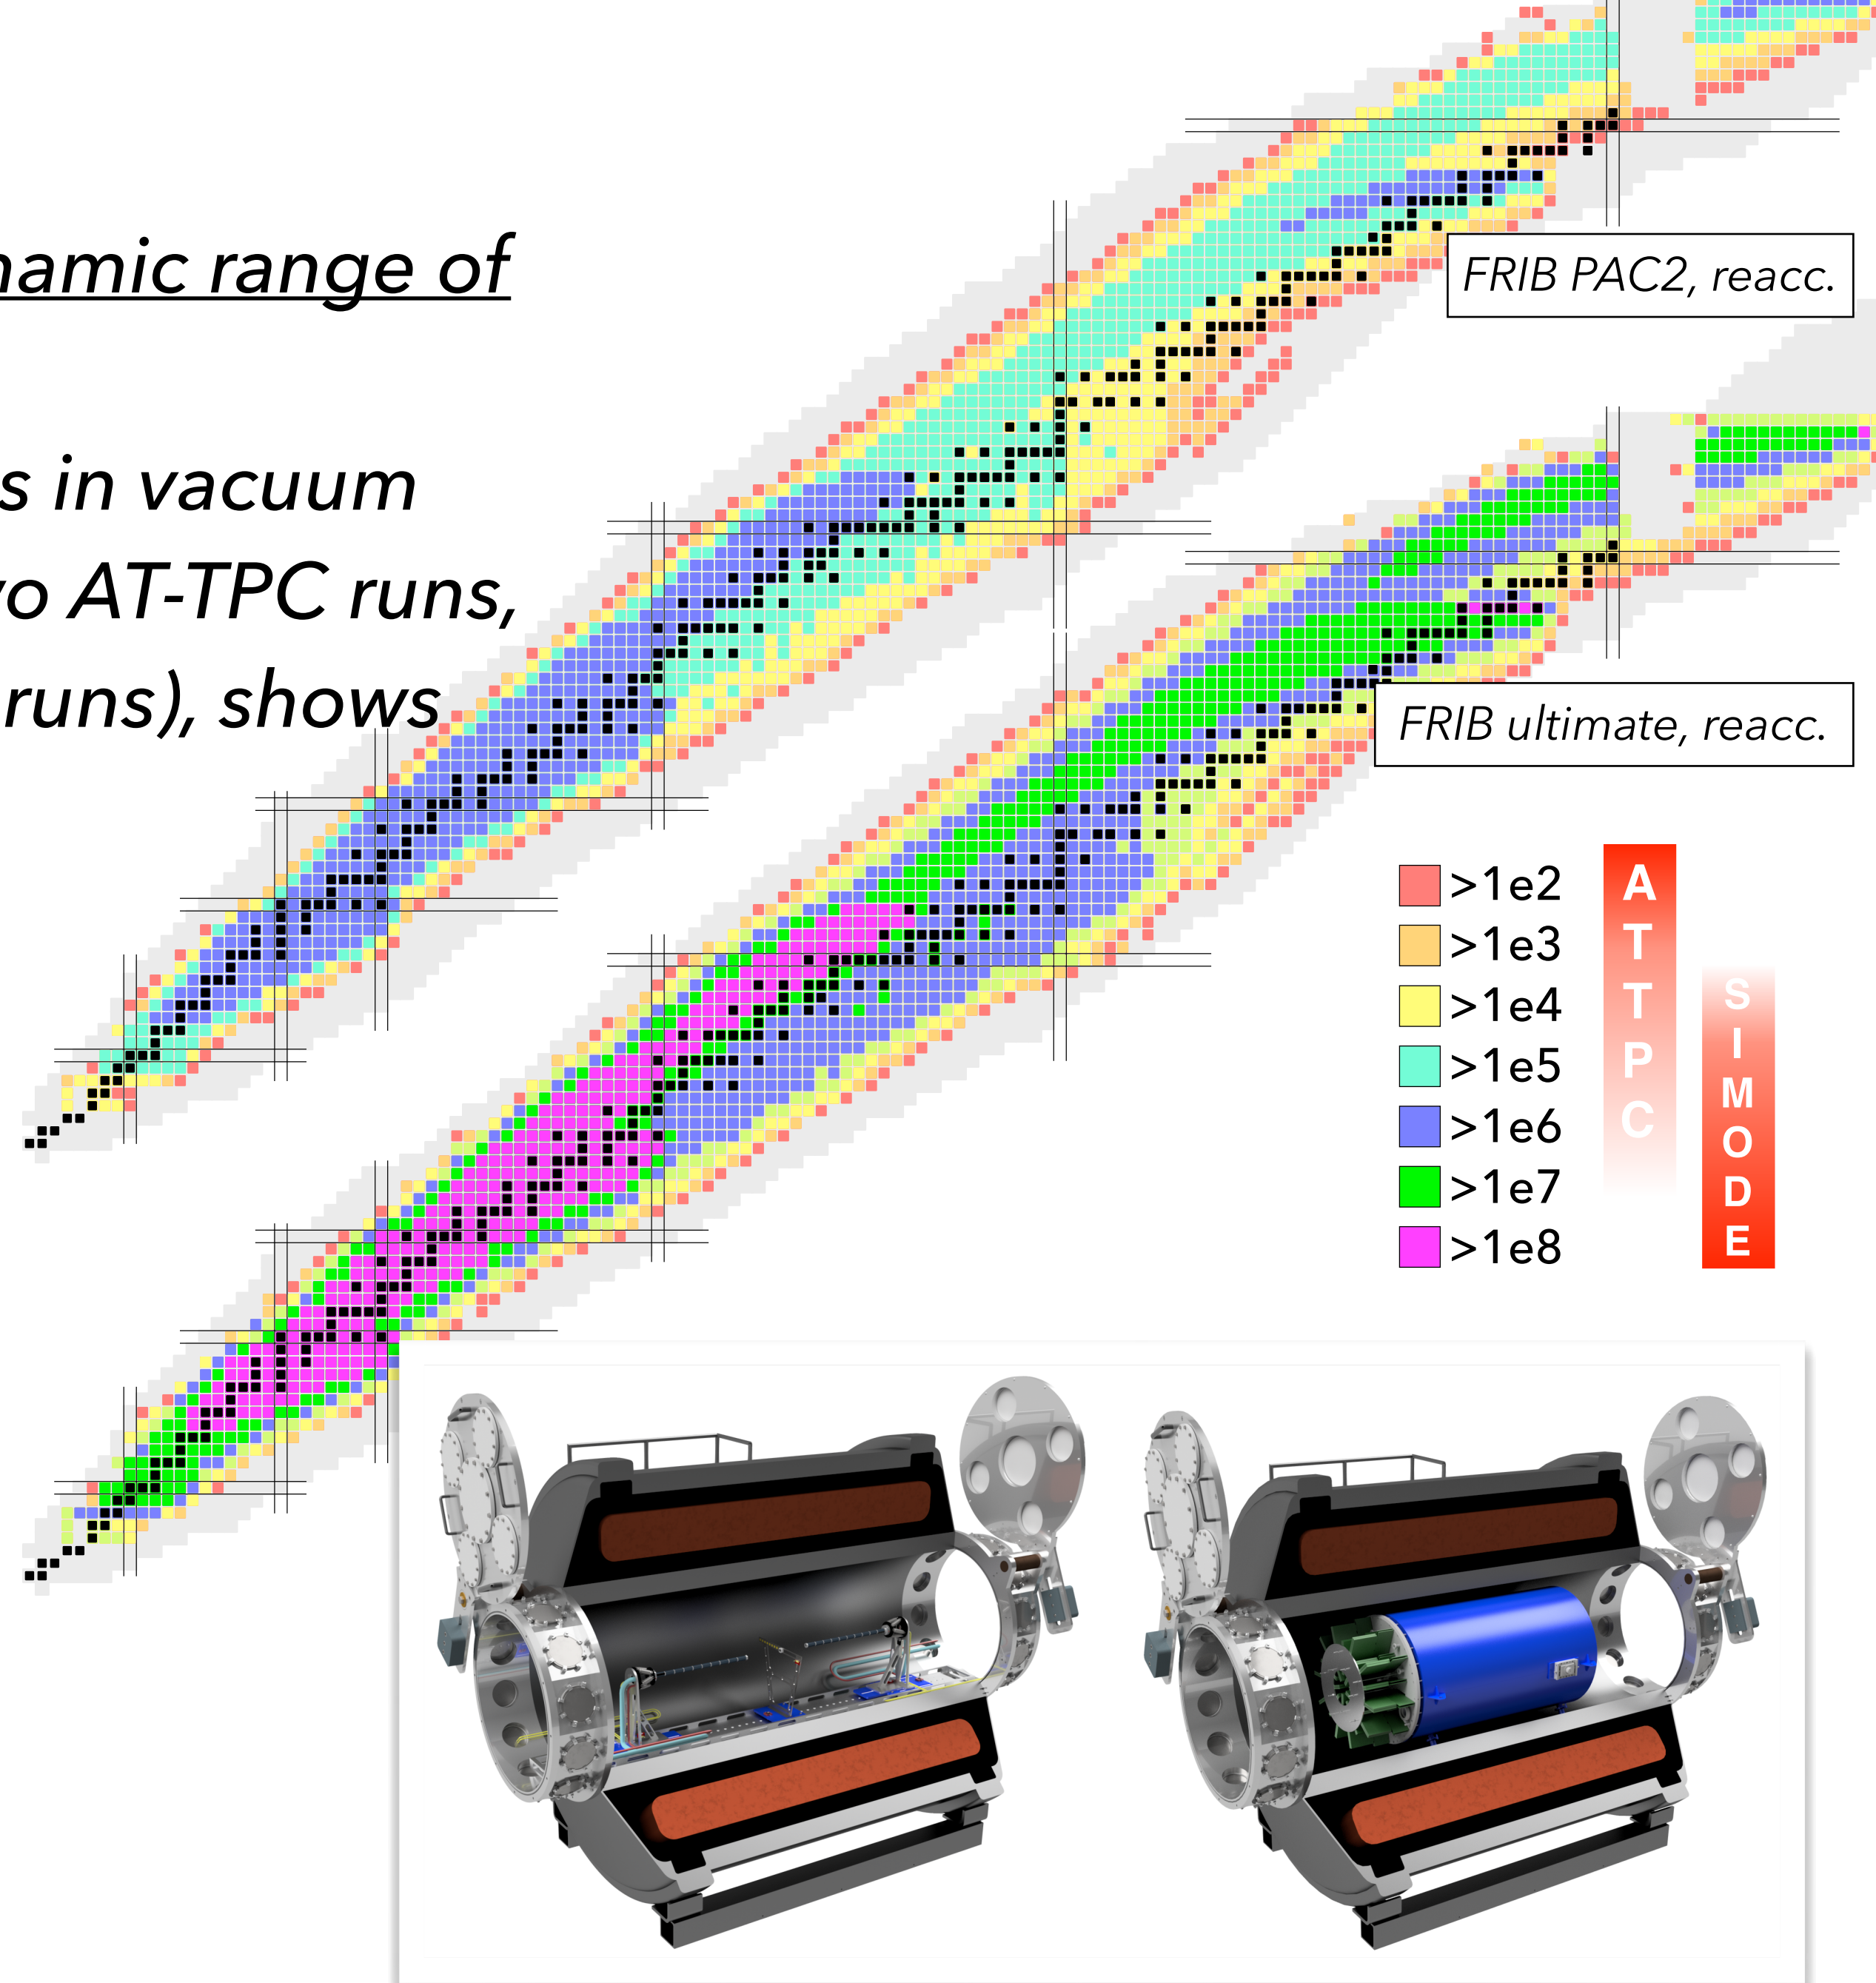 namic range of
s in vacuum
vo AT-TPC runs,
runs), shows
FRIB PAC2, reacc.
FRIB ultimate, reacc.
>1e2
>1e3
>1e4
>1e5
>1e6
>1e7
>1e8
ATTPC
SIMODE